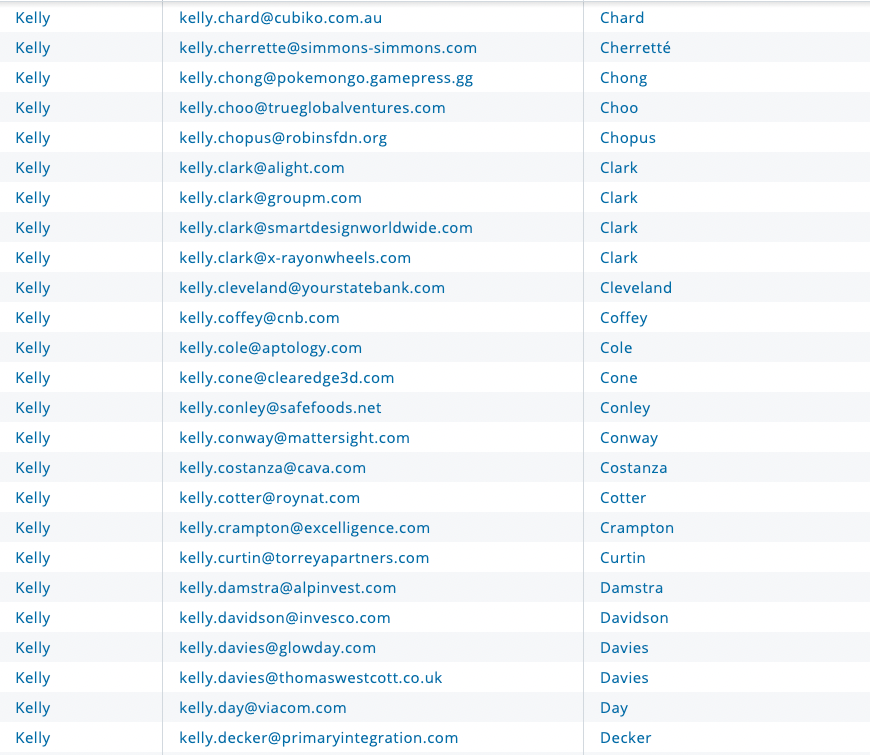 Kelly kelly.chard@cubiko.com.au Chard
Kelly kelly.cherrette@simmons-simmons.com Cherretté
Kelly kelly.chong@pokemongo.gamepress.gg Chong
Kelly kelly.choo@trueglobalventures.com Choo
Kelly kelly.chopus@robinsfdn.org Chopus
Kelly kelly.clark@alight.com Clark
Kelly kelly.clark@groupm.com Clark
Kelly kelly.clark@smartdesignworldwide.com Clark
Kelly kelly.clark@x-rayonwheels.com Clark
Kelly kelly.cleveland@yourstatebank.com Cleveland
Kelly kelly.coffey@cnb.com Coffey
Kelly kelly.cole@aptology.com Cole
Kelly kelly.cone@clearedge3d.com Cone
Kelly kelly.conley@safefoods.net Conley
Kelly kelly.conway@mattersight.com Conway
Kelly kelly.costanza@cava.com Costanza
Kelly kelly.cotter@roynat.com Cotter
Kelly kelly.crampton@excelligence.com Crampton
Kelly kelly.curtin@torreyapartners.com Curtin
Kelly kelly.damstra@alpinvest.com Damstra
Kelly kelly.davidson@invesco.com Davidson
Kelly kelly.davies@glowday.com Davies
Kelly kelly.davies@thomaswestcott.co.uk Davies
Kelly kelly.day@viacom.com Day
Kelly kelly.decker@primaryintegration.com Decker